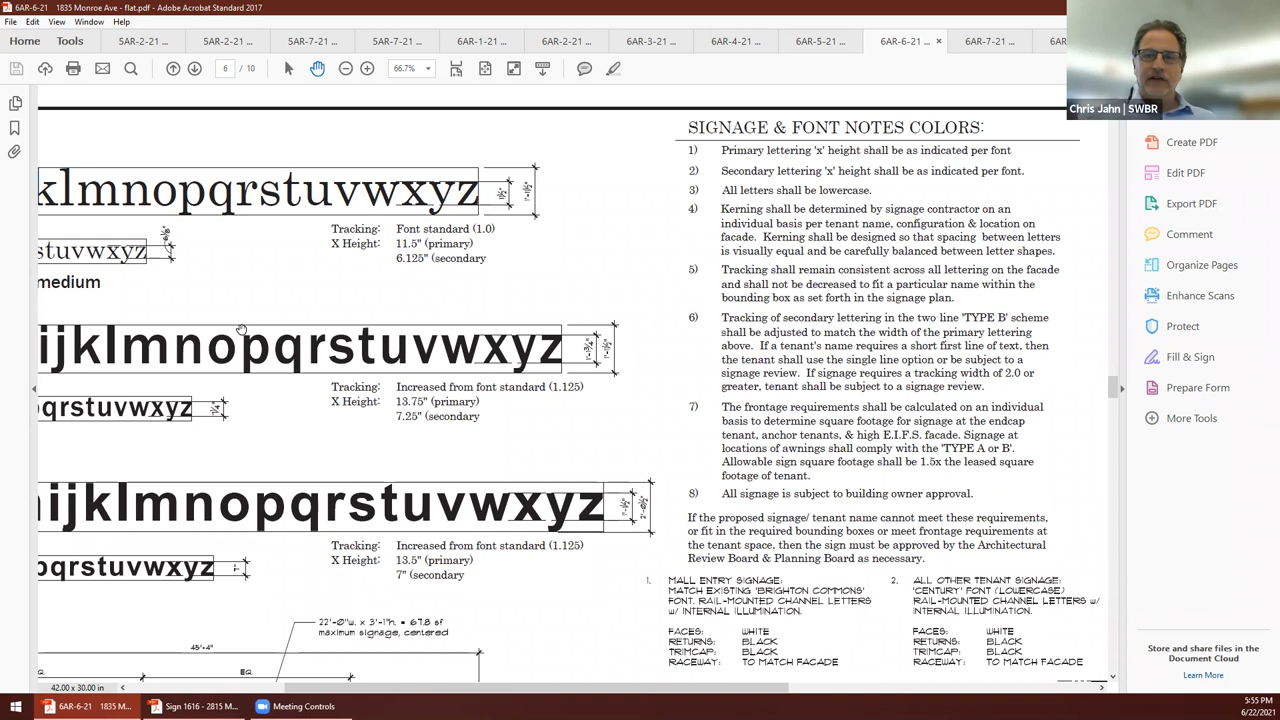 6AR-6-21 1835 Monroe Ave - flat.pdf - Adobe Acrobat Standard 2017
File Edit View Window Help
Home Tools 5AR-2-21 ... 5AR-2-21 ... 5AR-7-21 ... 5AR-7-21 ... 6AR-1-21 ... 6AR-2-21 ... 6AR-3-21 ... 6AR-4-21 ... 6AR-5-21 ... 6AR-6-21 ... × 6AR-7-21 ...
6 / 10 66.7%
Chris Jahn | SWBR
klmnopqrstuvwxyz
Tracking: Font standard (1.0)
X Height: 11.5" (primary)
6.125" (secondary
stuvwxyz
medium
ijklmnopqrstuvwxyz
Tracking: Increased from font standard (1.125)
X Height: 13.75" (primary)
7.25" (secondary
pqrstuvwxyz
hijklmnopqrstuvwxyz
Tracking: Increased from font standard (1.125)
X Height: 13.5" (primary)
7" (secondary
pqrstuvwxyz
22'-0"w. x 3'-1"h. = 67.8 sf
maximum signage, centered
45'-4"
EQ.
SIGNAGE & FONT NOTES COLORS:
1) Primary lettering 'x' height shall be as indicated per font
2) Secondary lettering 'x' height shall be as indicated per font.
3) All letters shall be lowercase.
4) Kerning shall be determined by signage contractor on an
individual basis per tenant name, configuration & location on
facade. Kerning shall be designed so that spacing between letters
is visually equal and be carefully balanced between letter shapes.
5) Tracking shall remain consistent across all lettering on the facade
and shall not be decreased to fit a particular name within the
bounding box as set forth in the signage plan.
6) Tracking of secondary lettering in the two line 'TYPE B' scheme
shall be adjusted to match the width of the primary lettering
above. If a tenant's name requires a short first line of text, then
the tenant shall use the single line option or be subject to a
signage review. If signage requires a tracking width of 2.0 or
greater, tenant shall be subject to a signage review.
7) The frontage requirements shall be calculated on an individual
basis to determine square footage for signage at the endcap
tenant, anchor tenants, & high E.I.F.S. facade. Signage at
locations of awnings shall comply with the 'TYPE A or B'.
Allowable sign square footage shall be 1.5x the leased square
footage of tenant.
8) All signage is subject to building owner approval.
If the proposed signage/ tenant name cannot meet these requirements,
or fit in the required bounding boxes or meet frontage requirements at
the tenant space, then the sign must be approved by the Architectural
Review Board & Planning Board as necessary.
1. MALL ENTRY SIGNAGE:
MATCH EXISTING 'BRIGHTON COMMONS'
FONT, RAIL-MOUNTED CHANNEL LETTERS
w/ INTERNAL ILLUMINATION.
FACES: WHITE
RETURNS: BLACK
TRIMCAP: BLACK
RACEWAY: TO MATCH FACADE
2. ALL OTHER TENANT SIGNAGE:
'CENTURY' FONT (LOWERCASE)
RAIL-MOUNTED CHANNEL LETTERS w/
INTERNAL ILLUMINATION.
FACES: WHITE
RETURNS: BLACK
TRIMCAP: BLACK
RACEWAY: TO MATCH FACADE
Create PDF
Edit PDF
Export PDF
Comment
Organize Pages
Enhance Scans
Protect
Fill & Sign
Prepare Form
More Tools
Store and share files in the
Document Cloud
Learn More
42.00 x 30.00 in
6AR-6-21 1835 M... Sign 1616 - 2815 M... Meeting Controls
5:55 PM
6/22/2021